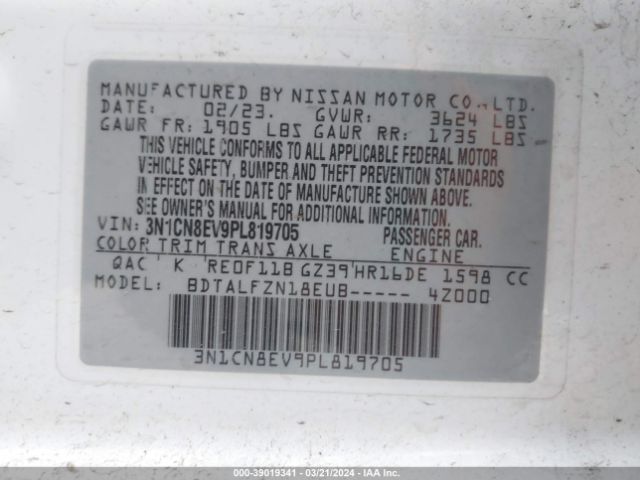 MANUFACTURED BY NISSAN MOTOR CO.,LTD.
DATE: 02/23. GVWR: 3624 LBS
GAWR FR: 1905 LBS GAWR RR: 1735 LBS
THIS VEHICLE CONFORMS TO ALL APPLICABLE FEDERAL MOTOR
VEHICLE SAFETY, BUMPER AND THEFT PREVENTION STANDARDS
IN EFFECT ON THE DATE OF MANUFACTURE SHOWN ABOVE.
SEE OWNER'S MANUAL FOR ADDITIONAL INFORMATION
VIN: 3N1CN8EV9PL819705 PASSENGER CAR.
COLOR TRIM TRANS AXLE ENGINE
QAC K RE0F11B GZ39 HR16DE 1598 CC
MODEL: BDTALFZN18EUB----- 4Z000
3N1CN8EV9PL819705
Stock: 000-39019341 | 03/21/2024 - IAA Inc.